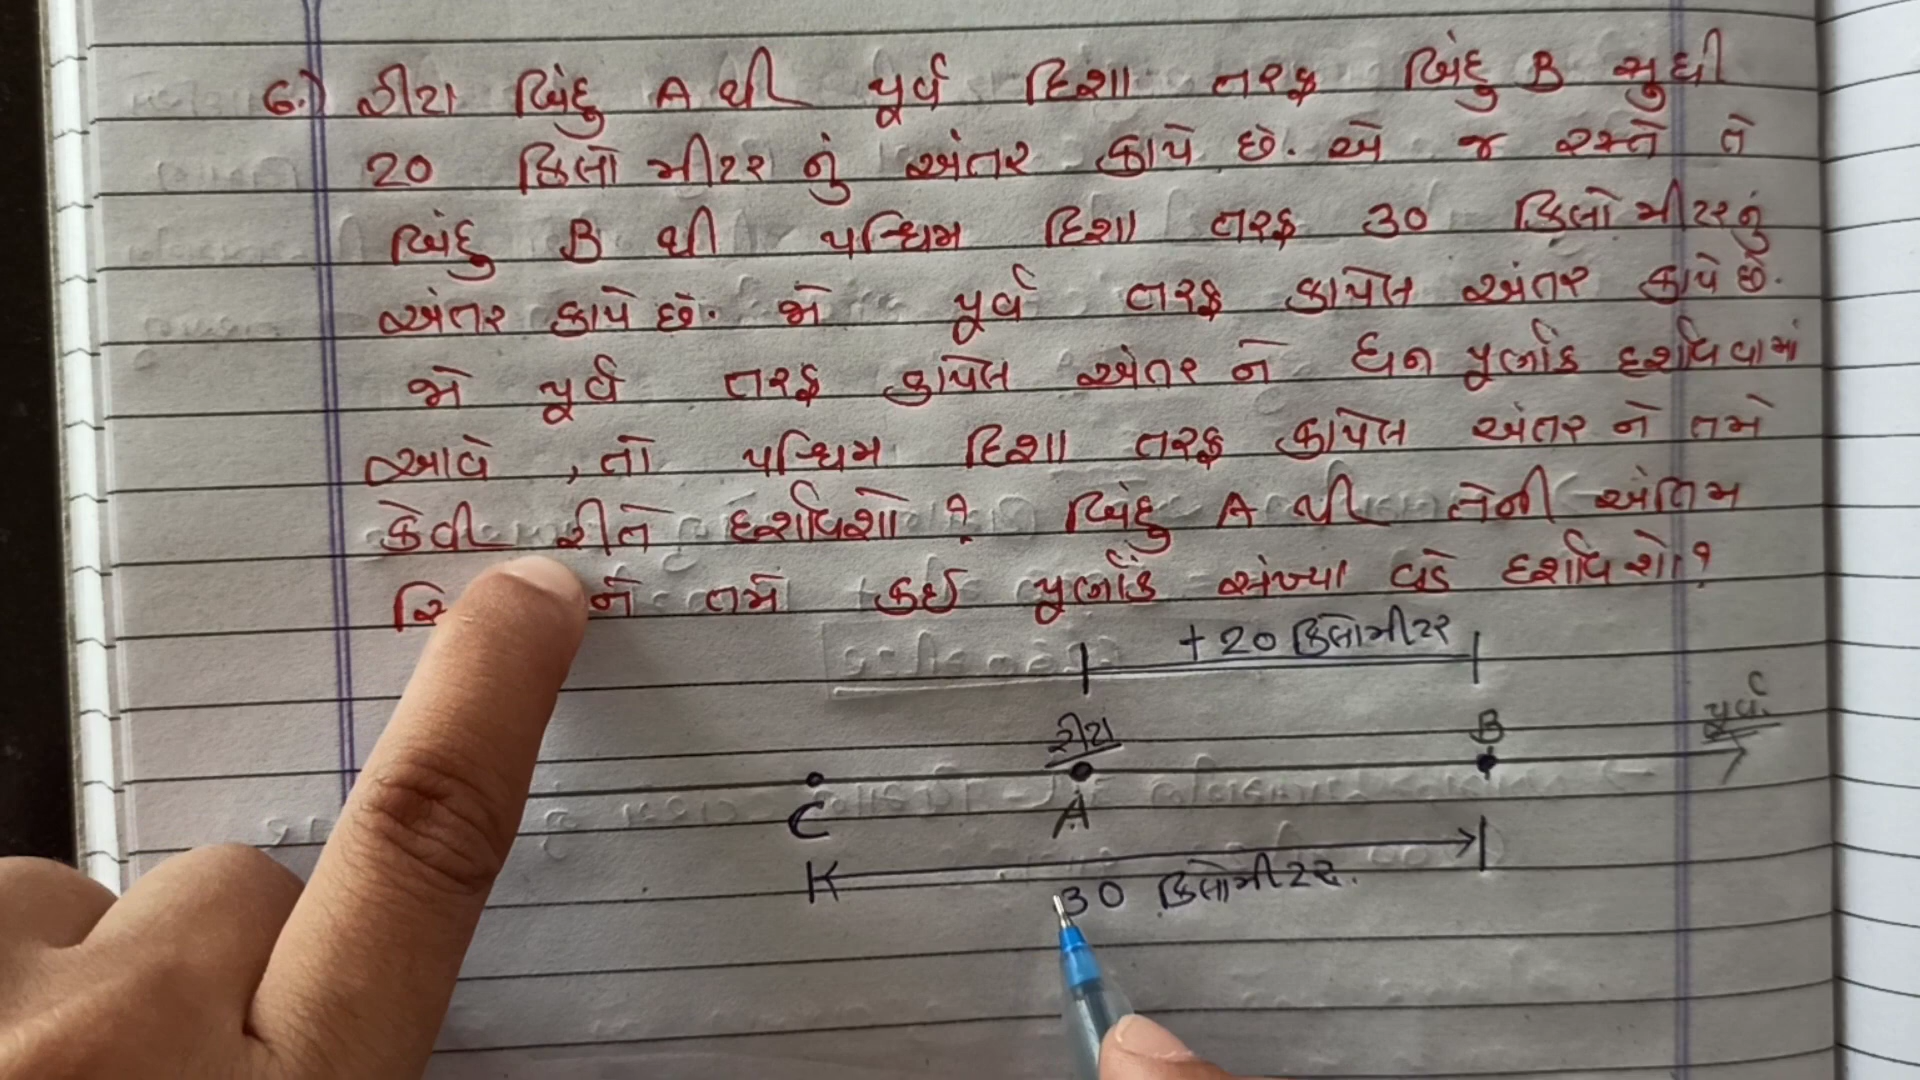 6.) રીટા બિંદુ A થી પૂર્વ દિશા તરફ બિંદુ B સુધી
20 કિલોમીટર નું અંતર કાપે છે. એ જ રસ્તે તે
બિંદુ B થી પશ્ચિમ દિશા તરફ 30 કિલોમીટરનું
અંતર કાપે છે. જો પૂર્વ તરફ કાપેલ અંતર કાપે છે.
જો પૂર્વ તરફ કાપેલ અંતર ને ધન પૂર્ણાંક દર્શાવવામાં
આવે , તો પશ્ચિમ દિશા તરફ કાપેલ અંતર ને તમે
કેવી રીતે દર્શાવશો ? બિંદુ A થી તેની અંતિમ
ને તમે કઈ પૂર્ણાંક સંખ્યા વડે દર્શાવશો ?
+ 20 કિલોમીટર
રીટા B પૂર્વ
C A
30 કિલોમીટર.